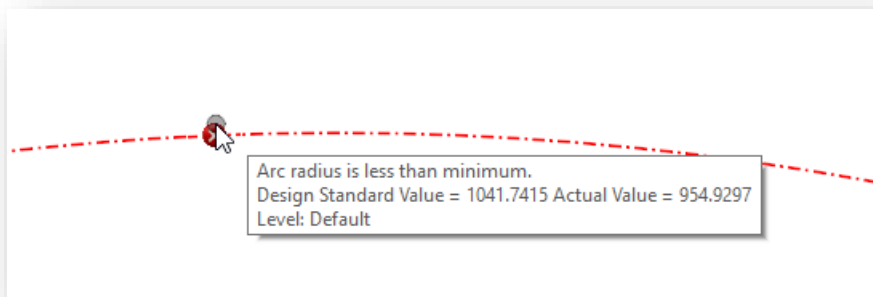 Arc radius is less than minimum.
Design Standard Value = 1041.7415 Actual Value = 954.9297
Level: Default